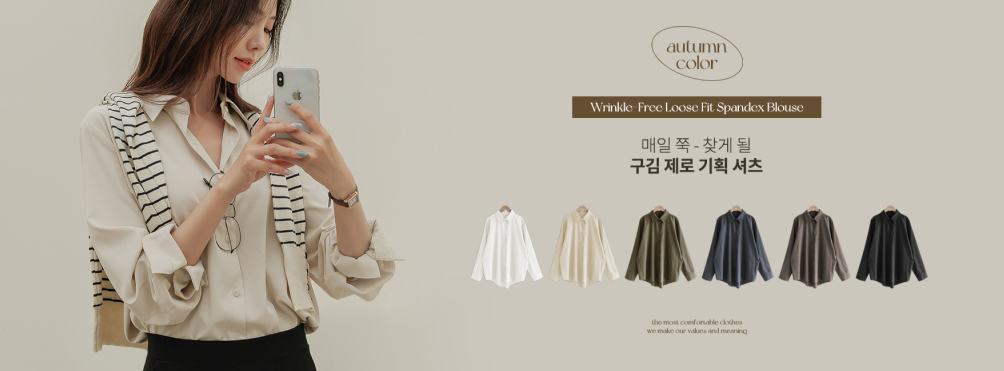 autumn
color
Wrinkle-Free Loose Fit Spandex Blouse
매일 쭉 - 찾게 될
구김 제로 기획 셔츠
the most comfortable clothes
we make our values and meaning